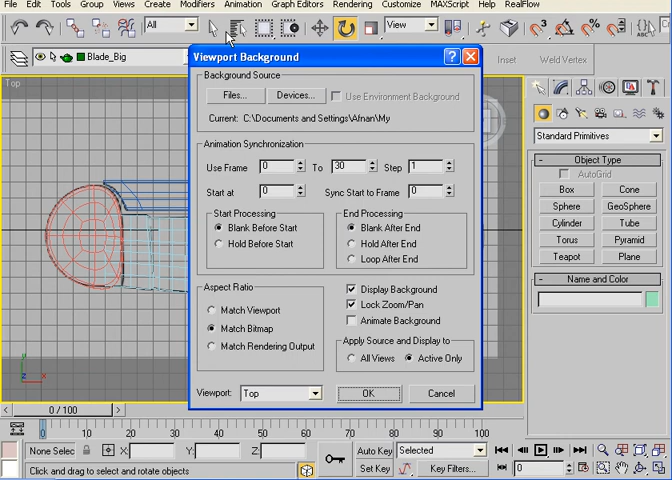 File Edit Tools Group Views Create Modifiers Animation Graph Editors Rendering Customize MAXScript Help RealFlow
All View
Blade_Big Inset Weld Vertex
Top
Viewport Background
Background Source
Files... Devices... Use Environment Background
Current: C:\Documents and Settings\Afnan\My
Animation Synchronization
Use Frame 0 To 30 Step 1
Start at 0 Sync Start to Frame 0
Start Processing End Processing
Blank Before Start Blank After End
Hold Before Start Hold After End
Loop After End
Aspect Ratio Display Background
Match Viewport Lock Zoom/Pan
Match Bitmap Animate Background
Match Rendering Output Apply Source and Display to
All Views Active Only
Viewport: Top OK Cancel
Standard Primitives
Object Type
AutoGrid
Box Cone
Sphere GeoSphere
Cylinder Tube
Torus Pyramid
Teapot Plane
Name and Color
y
x
0 / 100
0 10 20 30 40 50 60 70 80 90 100
None Selec X: Y: Z: Auto Key Selected
Click and drag to select and rotate objects Set Key Key Filters... 0